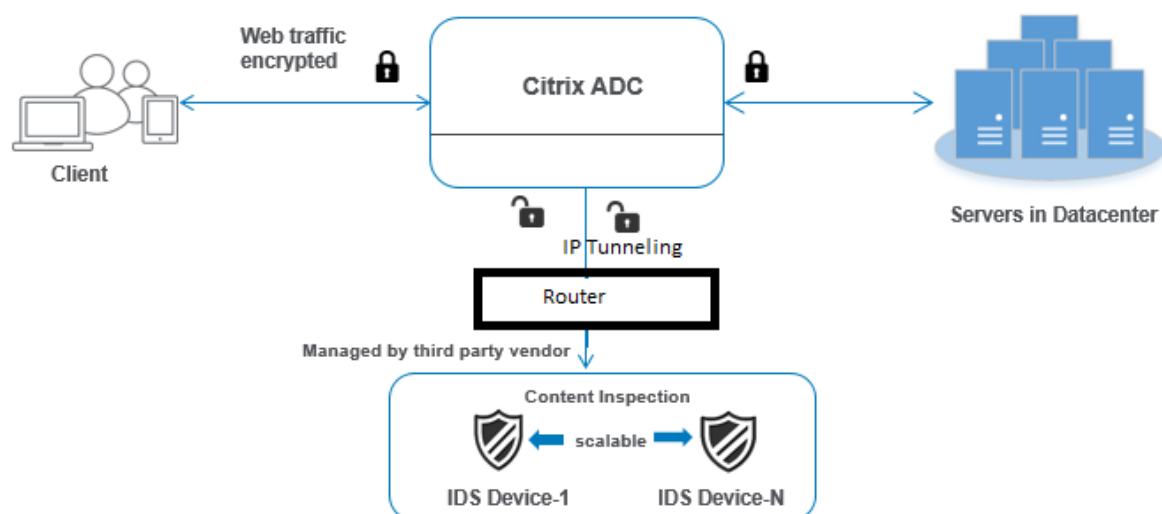 Web traffic
encrypted
Citrix ADC
Client
Servers in Datacenter
IP Tunneling
Router
Managed by third party vendor
Content Inspection
scalable
IDS Device-1
IDS Device-N